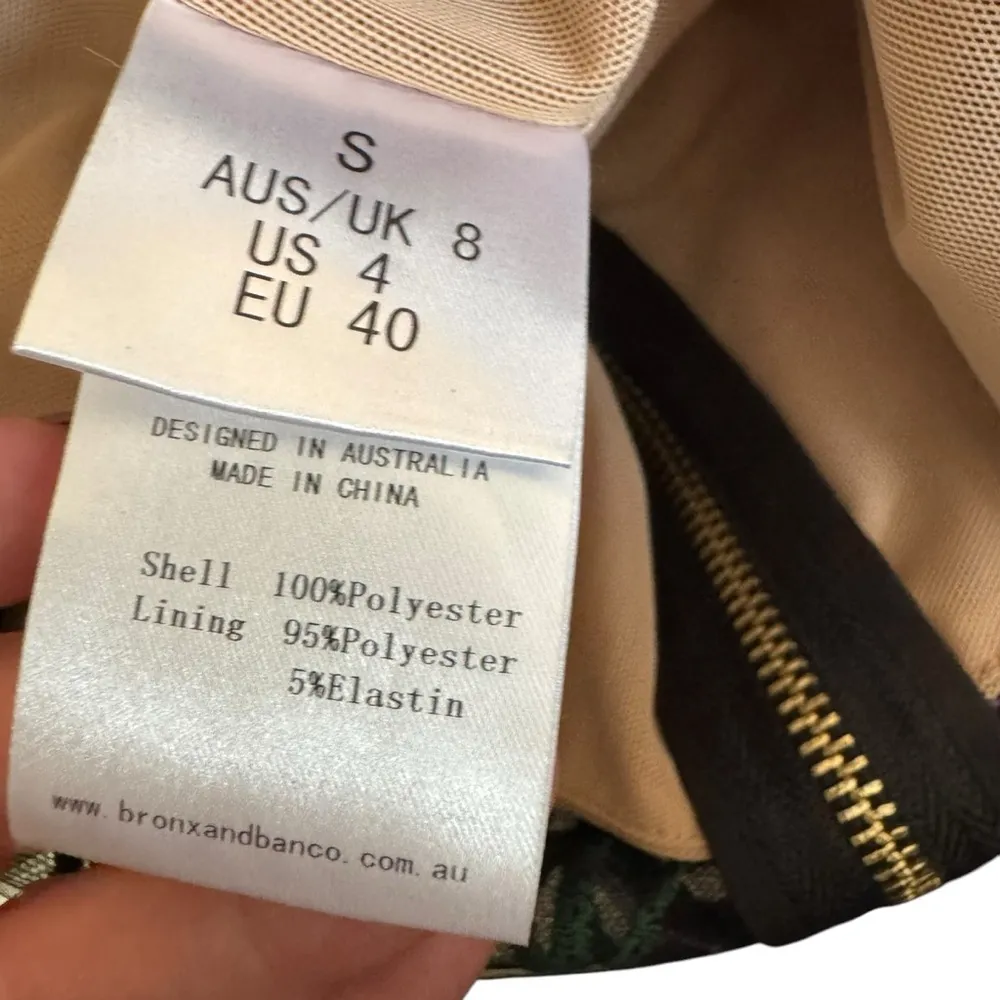 S
AUS/UK 8
US 4
EU 40
DESIGNED IN AUSTRALIA
MADE IN CHINA
Shell 100%Polyester
Lining 95%Polyester
5%Elastin
www.bronxandbanco.com.au